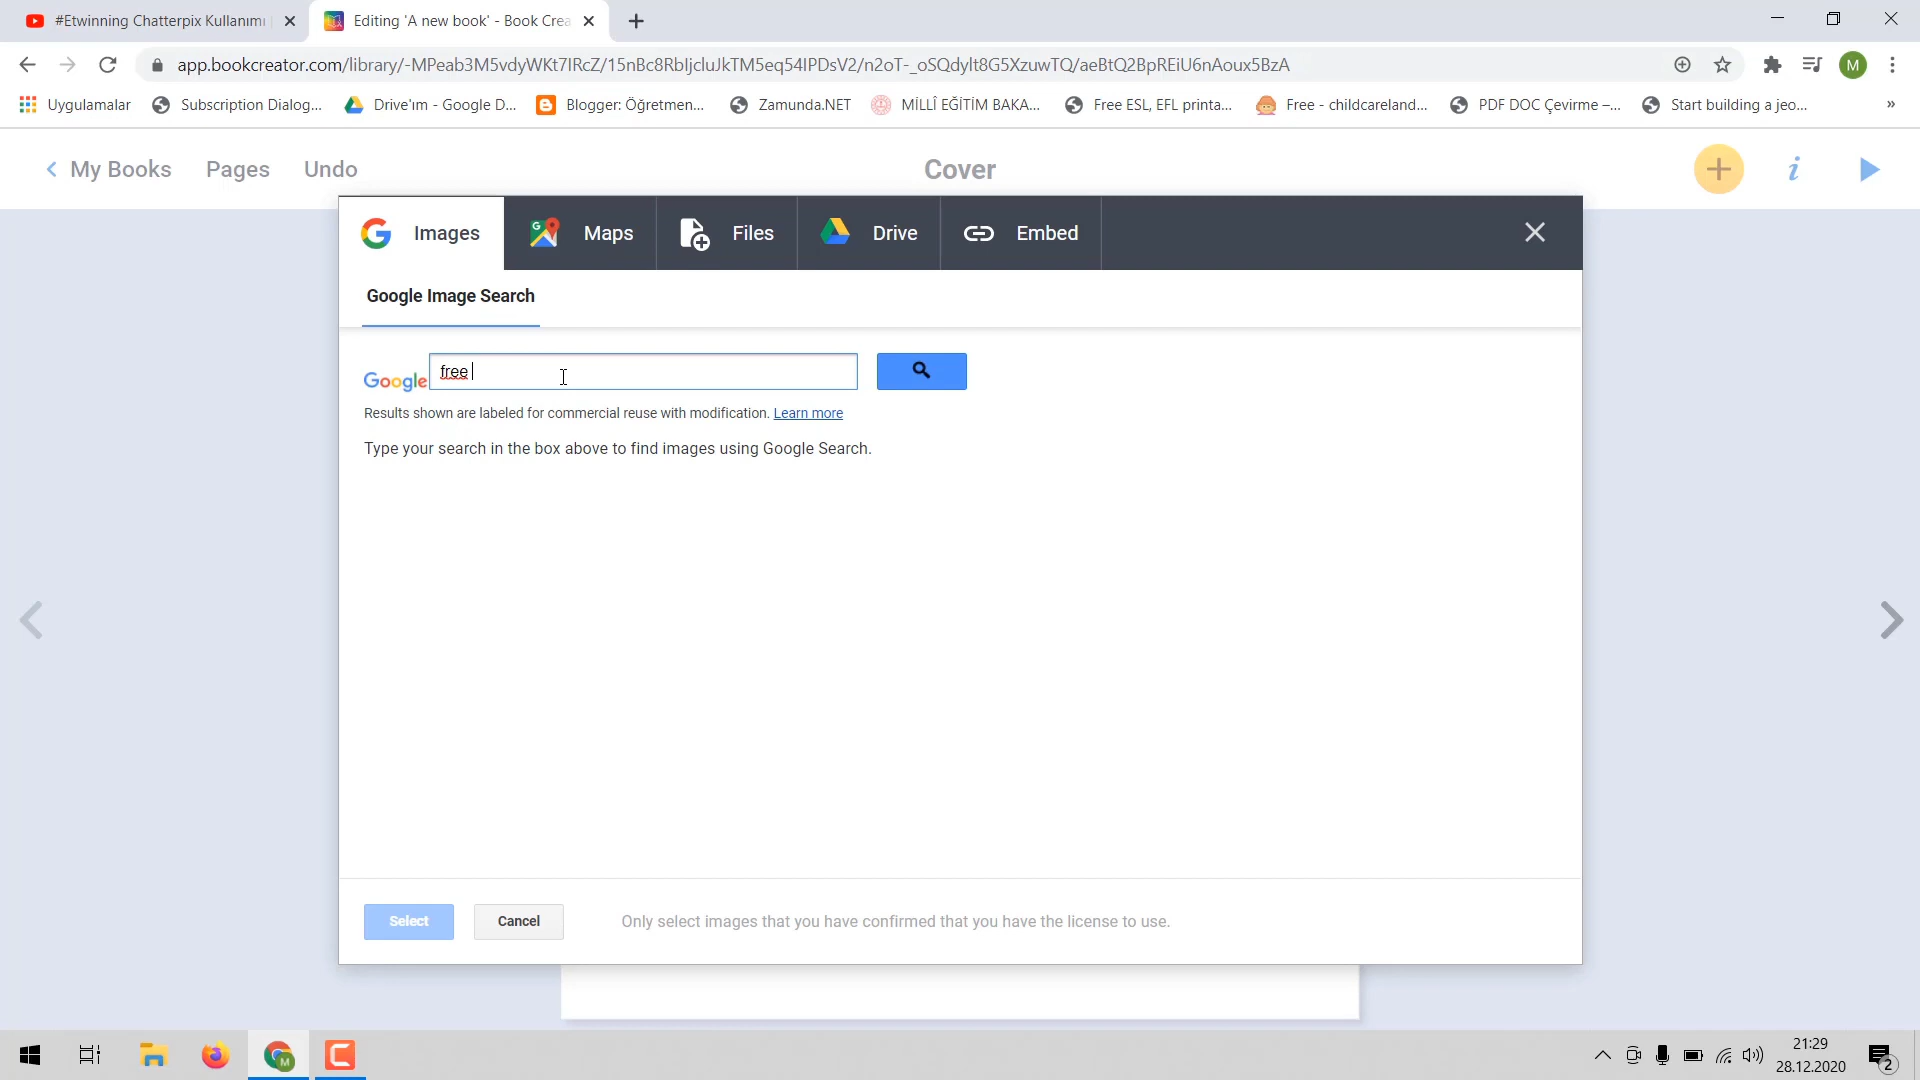 #Etwinning Chatterpix Kullanımı
Editing 'A new book' - Book Crea
app.bookcreator.com/library/-MPeab3M5vdyWKt7IRcZ/15nBc8RbIjcluJkTM5eq54IPDsV2/n2oT-_oSQdylt8G5XzuwTQ/aeBtQ2BpREiU6nAoux5BzA
M
Uygulamalar
Subscription Dialog...
Drive'ım - Google D...
Blogger: Öğretmen...
Zamunda.NET
MİLLÎ EĞİTİM BAKA...
Free ESL, EFL printa...
Free - childcareland...
PDF DOC Çevirme –...
Start building a jeo...
»
My Books
Pages
Undo
Cover
Images
Maps
Files
Drive
Embed
Google Image Search
Google
free
Results shown are labeled for commercial reuse with modification. Learn more
Type your search in the box above to find images using Google Search.
Select
Cancel
Only select images that you have confirmed that you have the license to use.
21:29
28.12.2020
2